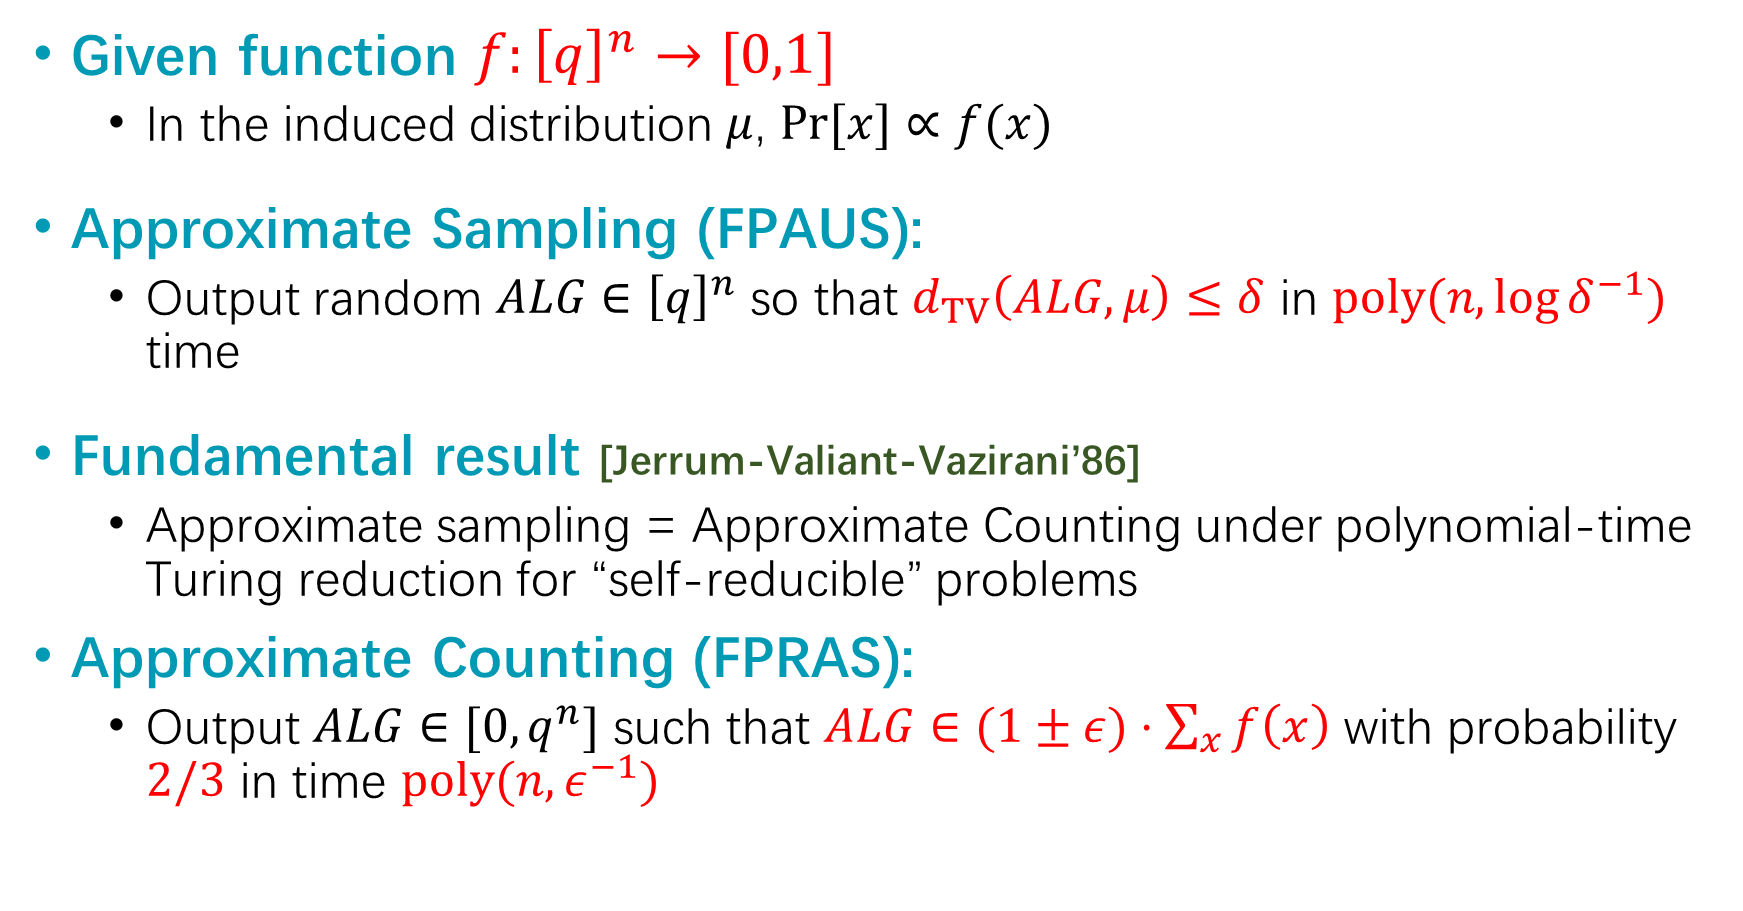 • Given function f: [q]ⁿ → [0,1]
• In the induced distribution μ, Pr[x] ∝ f(x)
• Approximate Sampling (FPAUS):
• Output random ALG ∈ [q]ⁿ so that d_TV(ALG, μ) ≤ δ in poly(n, log δ⁻¹)
time
• Fundamental result [Jerrum-Valiant-Vazirani’86]
• Approximate sampling = Approximate Counting under polynomial-time
Turing reduction for “self-reducible” problems
• Approximate Counting (FPRAS):
• Output ALG ∈ [0, qⁿ] such that ALG ∈ (1 ± ϵ) · ∑ₓ f(x) with probability
2/3 in time poly(n, ϵ⁻¹)